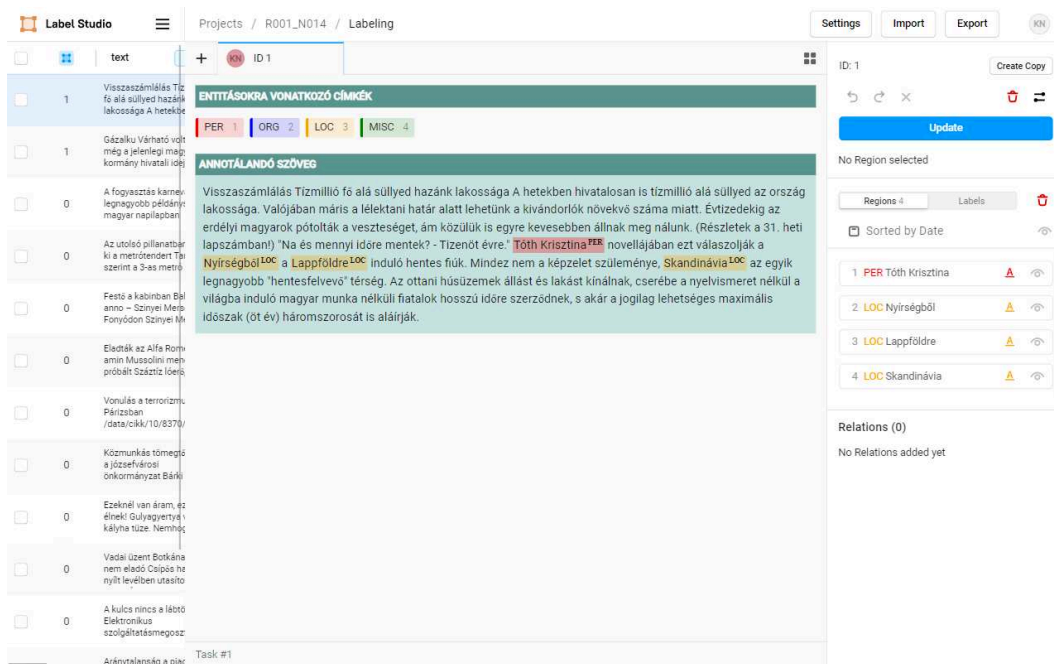 Label Studio
Projects / R001_N014 / Labeling
Settings
Import
Export
KN
text
1
Visszaszámlálás Tíz
fő alá süllyed hazánk
lakossága A hetekbe
1
Gázalku Várható volt
még a jelenlegi magy
kormány hivatali idej
0
A fogyasztás karnev
legnagyobb példány
magyar napilapban
0
Az utolsó pillanatbar
ki a metrótendert Ta
szerint a 3-as metró
0
Festő a kabinban Bal
anno – Szinyei Mers
Fonyódon Szinyei Me
0
Eladták az Alfa Rome
amin Mussolini men
próbált Száztíz lóerő
0
Vonulás a terrorizmu
Párizsban
/data/cikk/10/8370/
0
Közmunkás tömegtá
a józsefvárosi
önkormányzat Bárki
0
Ezeknél van áram, ez
élnek! Gulyagyertya v
kályha tüze. Nemhog
0
Vadai üzent Botkána
nem eladó Csípős ha
nyílt levélben utasíto
0
A kulcs nincs a lábtö
Elektronikus
szolgáltatásmegosz
Aránytalanság a piac
+ KN ID 1
ENTITÁSOKRA VONATKOZÓ CÍMKÉK
PER 1 ORG 2 LOC 3 MISC 4
ANNOTÁLANDÓ SZÖVEG
Visszaszámlálás Tízmillió fő alá süllyed hazánk lakossága A hetekben hivatalosan is tízmillió alá süllyed az ország
lakossága. Valójában máris a lélektani határ alatt lehetünk a kivándorlók növekvő száma miatt. Évtizedekig az
erdélyi magyarok pótolták a veszteséget, ám közülük is egyre kevesebben állnak meg nálunk. (Részletek a 31. heti
lapszámban!) "Na és mennyi időre mentek? - Tizenöt évre." Tóth Krisztina PER novellájában ezt válaszolják a
Nyírségből LOC a Lappföldre LOC induló hentes fiúk. Mindez nem a képzelet szüleménye, Skandinávia LOC az egyik
legnagyobb "hentesfelvevő" térség. Az ottani húsüzemek állást és lakást kínálnak, cserébe a nyelvismeret nélkül a
világba induló magyar munka nélküli fiatalok hosszú időre szerződnek, s akár a jogilag lehetséges maximális
időszak (öt év) háromszorosát is aláírják.
Task #1
ID: 1
Create Copy
Update
No Region selected
Regions 4
Labels
Sorted by Date
1 PER Tóth Krisztina A
2 LOC Nyírségből A
3 LOC Lappföldre A
4 LOC Skandinávia A
Relations (0)
No Relations added yet